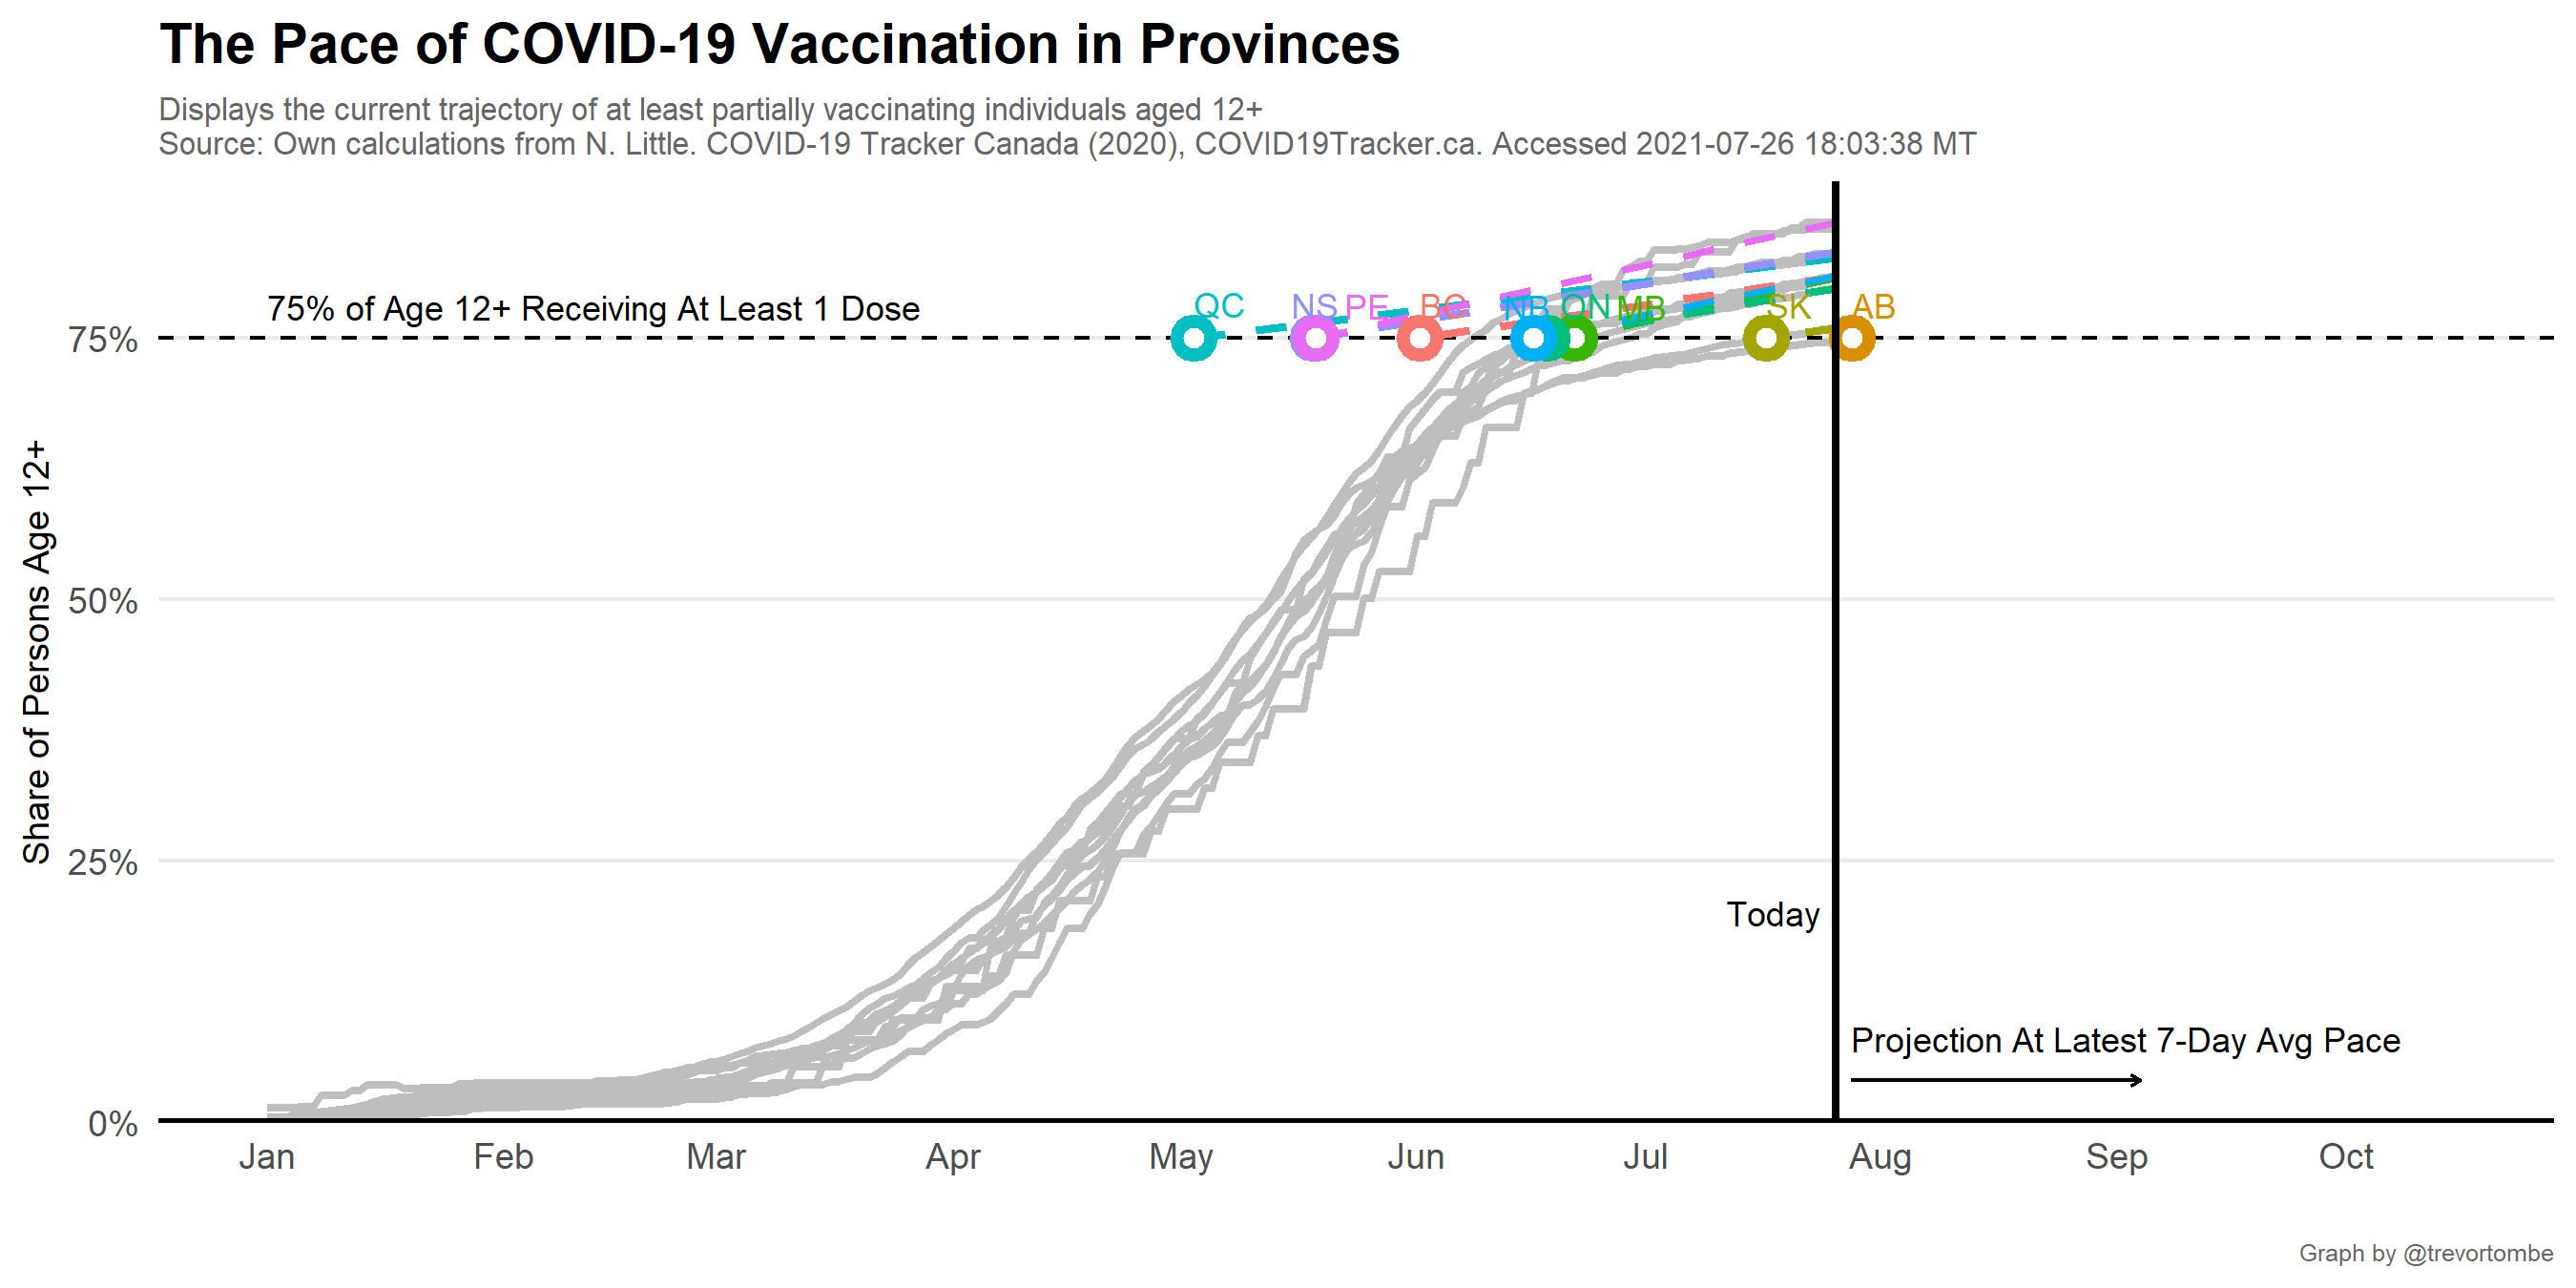 The Pace of COVID-19 Vaccination in Provinces
Displays the current trajectory of at least partially vaccinating individuals aged 12+
Source: Own calculations from N. Little. COVID-19 Tracker Canada (2020), COVID19Tracker.ca. Accessed 2021-07-26 18:03:38 MT
75% of Age 12+ Receiving At Least 1 Dose
QC NS PE BC NB ON MB SK AB
75%
50%
25%
0%
Share of Persons Age 12+
Today
Projection At Latest 7-Day Avg Pace
Jan Feb Mar Apr May Jun Jul Aug Sep Oct
Graph by @trevortombe